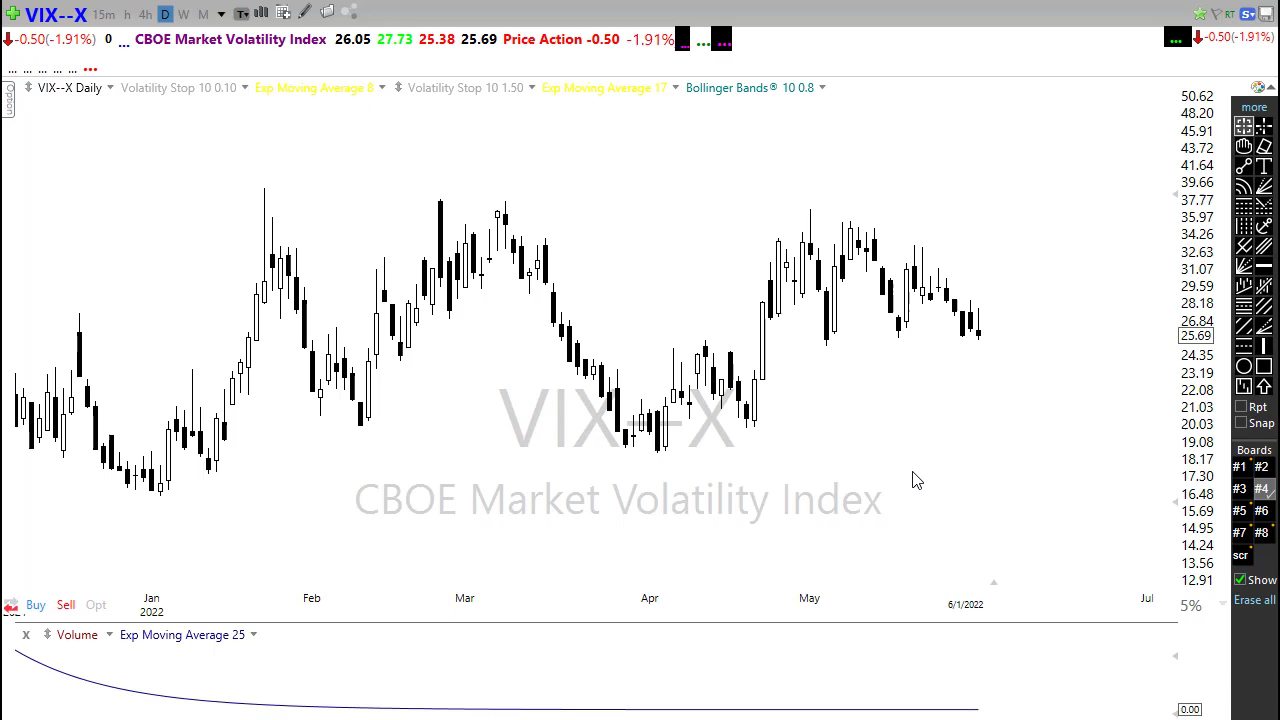 VIX--X 15m h 4h D W M T RT S
-0.50(-1.91%) 0 ... CBOE Market Volatility Index 26.05 27.73 25.38 25.69 Price Action -0.50 -1.91% ... ... ... ... -0.50(-1.91%)
... ... ... ... ... ...
Option
VIX--X Daily Volatility Stop 10 0.10 Exp Moving Average 8 Volatility Stop 10 1.50 Exp Moving Average 17 Bollinger Bands® 10 0.8
50.62
48.20
45.91
43.72
41.64
39.66
37.77
35.97
34.26
32.63
31.07
29.59
28.18
26.84
25.69
24.35
23.19
22.08
21.03
20.03
19.08
18.17
17.30
16.48
15.69
14.95
14.24
13.56
12.91
VIX--X
CBOE Market Volatility Index
more
T
Rpt
Snap
Boards
#1 #2
#3 #4
#5 #6
#7 #8
scr
Show
Erase all
Buy Sell Opt
Jan Feb Mar Apr May 6/1/2022 Jul
2022
5%
x Volume Exp Moving Average 25
0.00